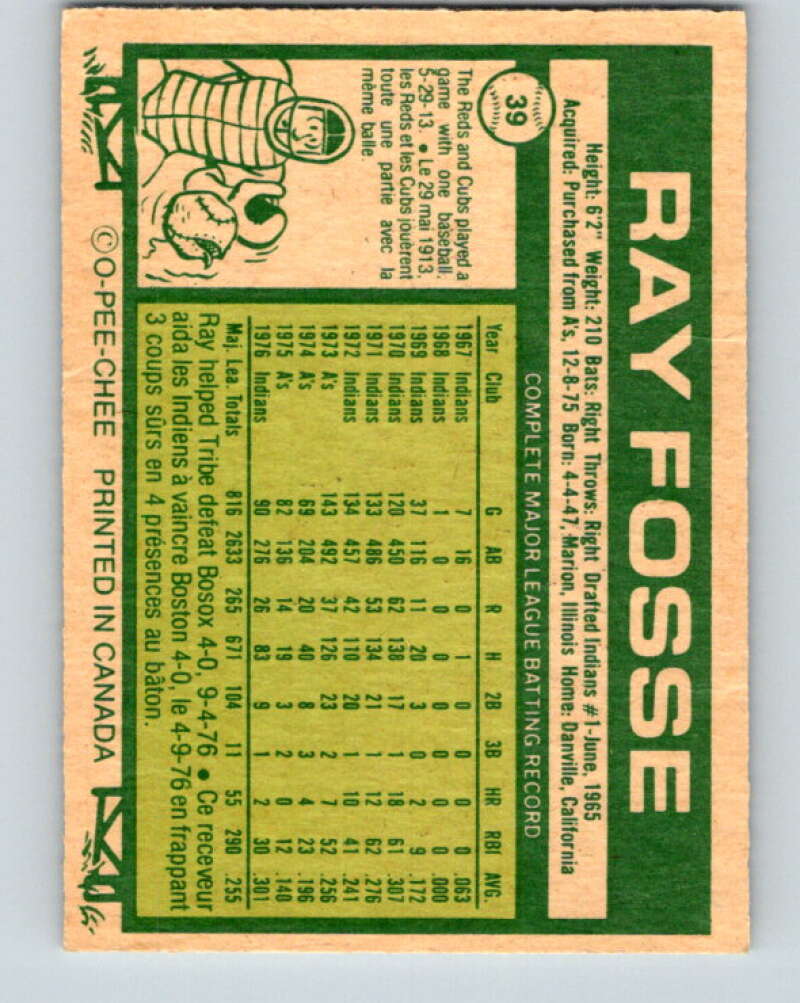 RAY FOSSE
Height: 6'2" Weight: 210 Bats: Right Throws: Right Drafted Indians #1-June, 1965
Acquired: Purchased from A's, 12-8-75 Born: 4-4-47, Marion, Illinois Home: Danville, California
39
The Reds and Cubs played a
game with one baseball.
5-29-13. • Le 29 mai 1913.
les Reds et les Cubs jouèrent
toute une partie avec la
même balle.
COMPLETE MAJOR LEAGUE BATTING RECORD
Year Club G AB R H 2B 3B HR RBI AVG.
1967 Indians 7 16 0 1 0 0 0 0 .063
1968 Indians 1 0 0 0 0 0 0 0 .000
1969 Indians 37 116 11 20 3 0 2 9 .172
1970 Indians 120 450 62 138 17 1 18 61 .307
1971 Indians 133 486 53 134 21 1 12 62 .276
1972 Indians 134 457 42 110 20 1 10 41 .241
1973 A's 143 492 37 126 23 2 7 52 .256
1974 A's 69 204 20 40 8 3 4 23 .196
1975 A's 82 136 14 19 3 2 0 12 .140
1976 Indians 90 276 26 83 9 1 2 30 .301
Maj. Lea. Totals 816 2633 265 671 104 11 55 290 .255
Ray helped Tribe defeat Bosox 4-0, 9-4-76 • Ce receveur
aida les Indiens à vaincre Boston 4-0, le 4-9-76 en frappant
3 coups sûrs en 4 présences au bâton.
©O-PEE-CHEE PRINTED IN CANADA